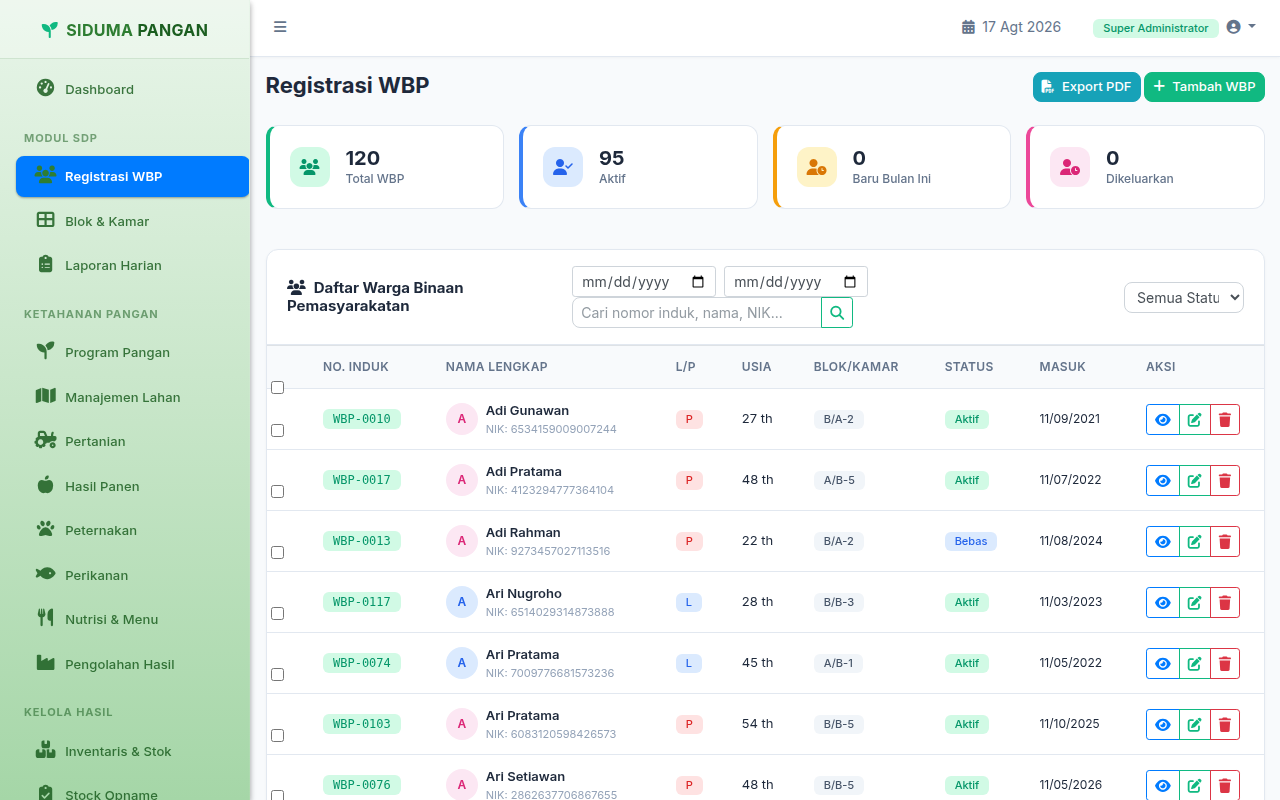 SIDUMA PANGAN
17 Agt 2026
Super Administrator
Dashboard
MODUL SDP
Registrasi WBP
Blok & Kamar
Laporan Harian
KETAHANAN PANGAN
Program Pangan
Manajemen Lahan
Pertanian
Hasil Panen
Peternakan
Perikanan
Nutrisi & Menu
Pengolahan Hasil
KELOLA HASIL
Inventaris & Stok
Stock Opname
Registrasi WBP
Export PDF
Tambah WBP
120
Total WBP
95
Aktif
0
Baru Bulan Ini
0
Dikeluarkan
Daftar Warga Binaan
Pemasyarakatan
mm/dd/yyyy mm/dd/yyyy
Cari nomor induk, nama, NIK...
Semua Statu
NO. INDUK NAMA LENGKAP L/P USIA BLOK/KAMAR STATUS MASUK AKSI
WBP-0010 A Adi Gunawan P 27 th B/A-2 Aktif 11/09/2021
NIK: 6534159009007244
WBP-0017 A Adi Pratama P 48 th A/B-5 Aktif 11/07/2022
NIK: 4123294777364104
WBP-0013 A Adi Rahman P 22 th B/A-2 Bebas 11/08/2024
NIK: 9273457027113516
WBP-0117 A Ari Nugroho L 28 th B/B-3 Aktif 11/03/2023
NIK: 6514029314873888
WBP-0074 A Ari Pratama L 45 th A/B-1 Aktif 11/05/2022
NIK: 7009776681573236
WBP-0103 A Ari Pratama P 54 th B/B-5 Aktif 11/10/2025
NIK: 6083120598426573
WBP-0076 A Ari Setiawan P 48 th B/B-5 Aktif 11/05/2026
NIK: 2862637706867655